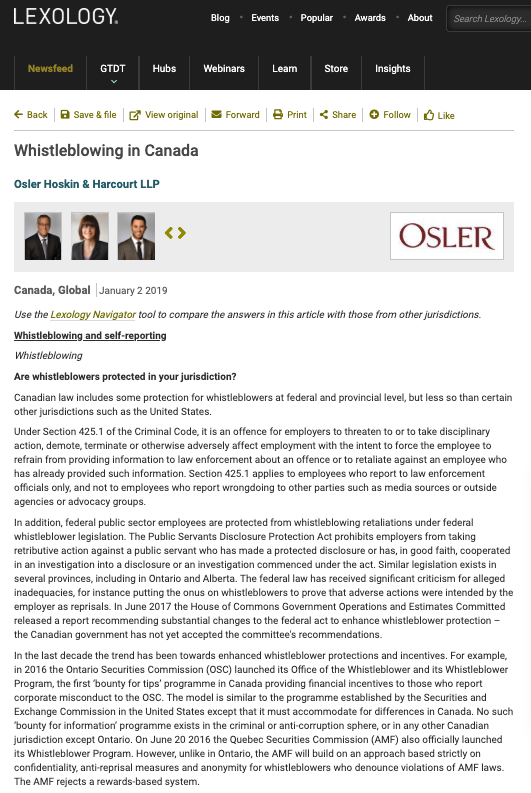 LEXOLOGY.
Blog • Events • Popular • Awards • About
Search Lexology...
Newsfeed GTDT Hubs Webinars Learn Store Insights
Back Save & file View original Forward Print Share Follow Like
Whistleblowing in Canada
Osler Hoskin & Harcourt LLP
OSLER
Canada, Global January 2 2019
Use the Lexology Navigator tool to compare the answers in this article with those from other jurisdictions.
Whistleblowing and self-reporting
Whistleblowing
Are whistleblowers protected in your jurisdiction?
Canadian law includes some protection for whistleblowers at federal and provincial level, but less so than certain
other jurisdictions such as the United States.
Under Section 425.1 of the Criminal Code, it is an offence for employers to threaten to or to take disciplinary
action, demote, terminate or otherwise adversely affect employment with the intent to force the employee to
refrain from providing information to law enforcement about an offence or to retaliate against an employee who
has already provided such information. Section 425.1 applies to employees who report to law enforcement
officials only, and not to employees who report wrongdoing to other parties such as media sources or outside
agencies or advocacy groups.
In addition, federal public sector employees are protected from whistleblowing retaliations under federal
whistleblower legislation. The Public Servants Disclosure Protection Act prohibits employers from taking
retributive action against a public servant who has made a protected disclosure or has, in good faith, cooperated
in an investigation into a disclosure or an investigation commenced under the act. Similar legislation exists in
several provinces, including in Ontario and Alberta. The federal law has received significant criticism for alleged
inadequacies, for instance putting the onus on whistleblowers to prove that adverse actions were intended by the
employer as reprisals. In June 2017 the House of Commons Government Operations and Estimates Committed
released a report recommending substantial changes to the federal act to enhance whistleblower protection –
the Canadian government has not yet accepted the committee's recommendations.
In the last decade the trend has been towards enhanced whistleblower protections and incentives. For example,
in 2016 the Ontario Securities Commission (OSC) launched its Office of the Whistleblower and its Whistleblower
Program, the first 'bounty for tips' programme in Canada providing financial incentives to those who report
corporate misconduct to the OSC. The model is similar to the programme established by the Securities and
Exchange Commission in the United States except that it must accommodate for differences in Canada. No such
'bounty for information' programme exists in the criminal or anti-corruption sphere, or in any other Canadian
jurisdiction except Ontario. On June 20 2016 the Quebec Securities Commission (AMF) also officially launched
its Whistleblower Program. However, unlike in Ontario, the AMF will build on an approach based strictly on
confidentiality, anti-reprisal measures and anonymity for whistleblowers who denounce violations of AMF laws.
The AMF rejects a rewards-based system.